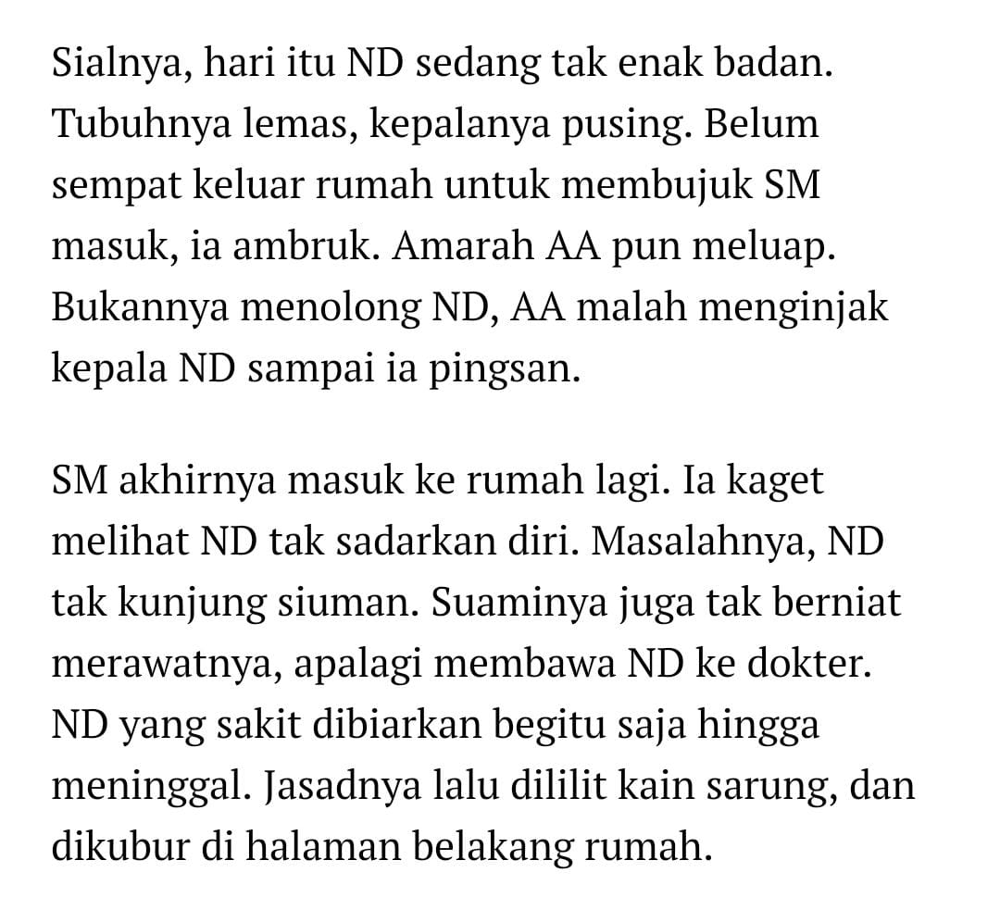 Sialnya, hari itu ND sedang tak enak badan.
Tubuhnya lemas, kepalanya pusing. Belum
sempat keluar rumah untuk membujuk SM
masuk, ia ambruk. Amarah AA pun meluap.
Bukannya menolong ND, AA malah menginjak
kepala ND sampai ia pingsan.
SM akhirnya masuk ke rumah lagi. Ia kaget
melihat ND tak sadarkan diri. Masalahnya, ND
tak kunjung siuman. Suaminya juga tak berniat
merawatnya, apalagi membawa ND ke dokter.
ND yang sakit dibiarkan begitu saja hingga
meninggal. Jasadnya lalu dililit kain sarung, dan
dikubur di halaman belakang rumah.